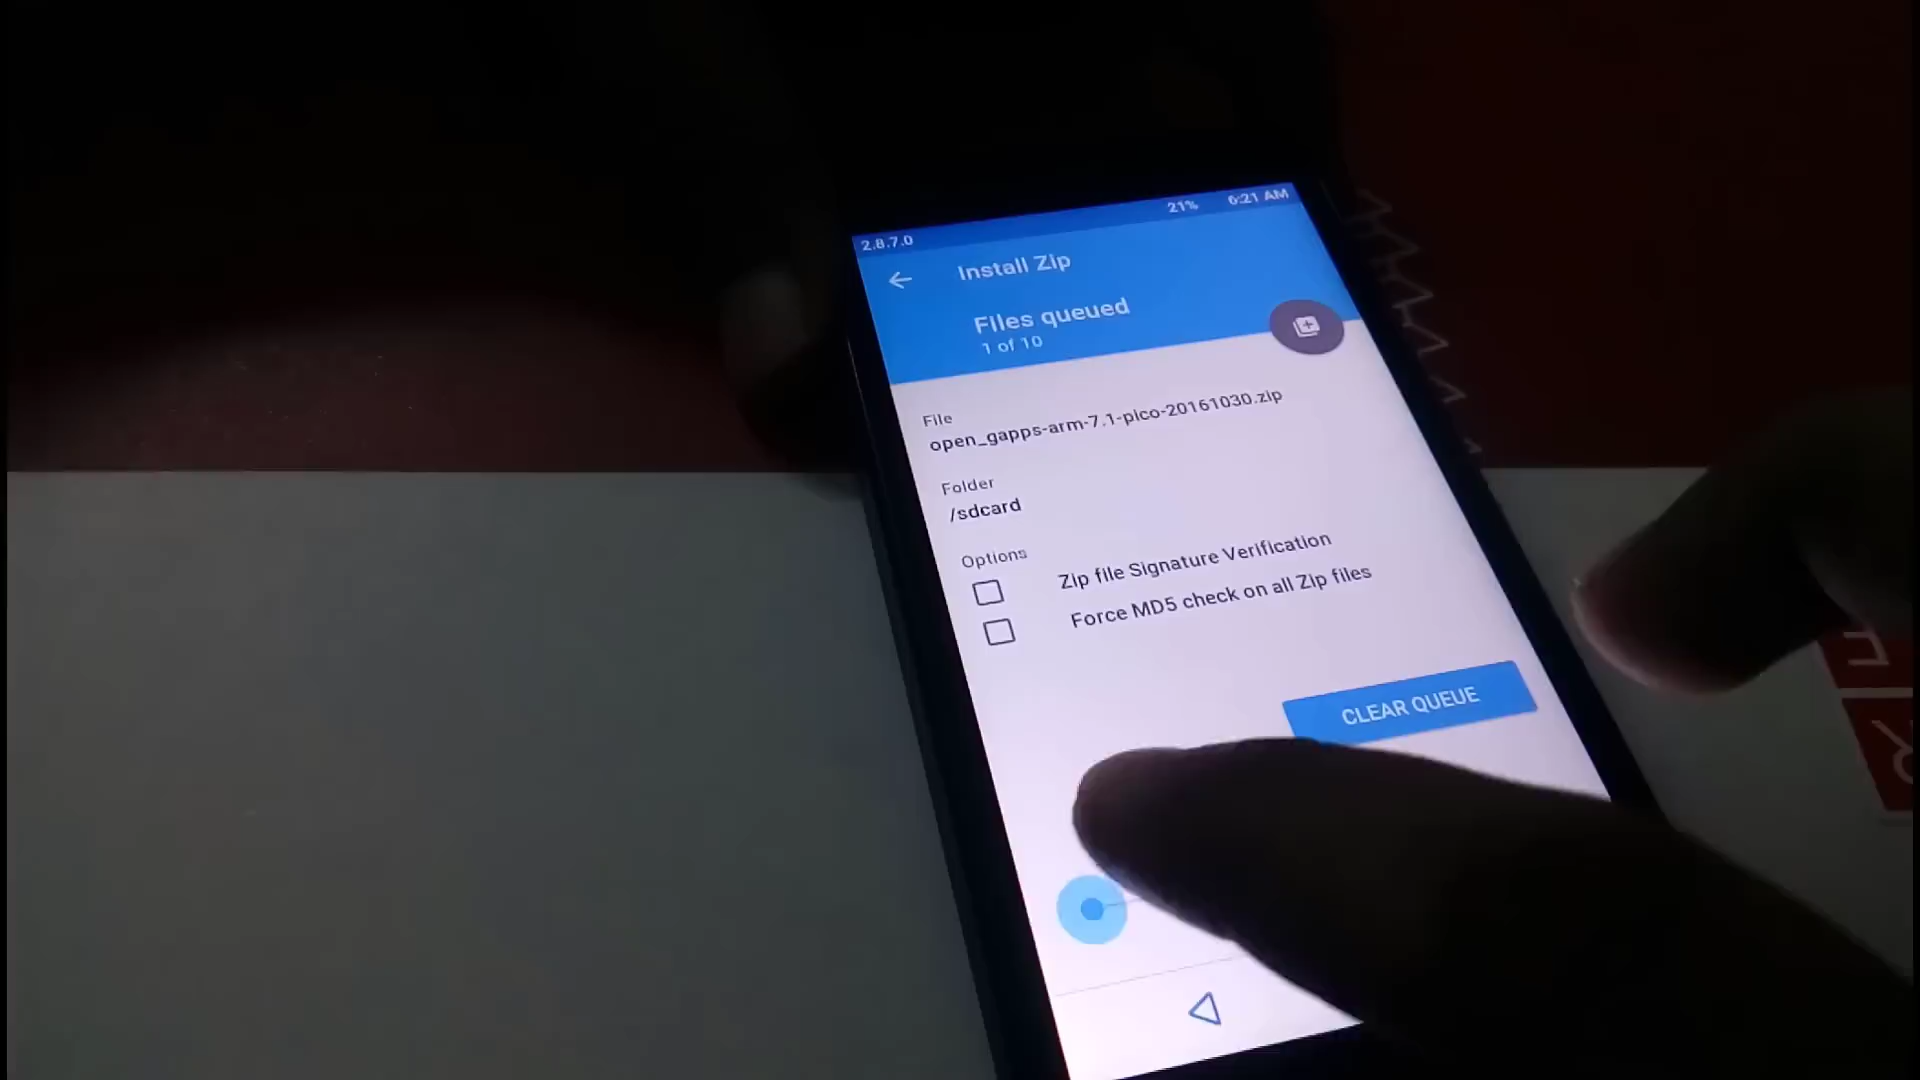 21% 6:21 AM
2.8.7.0
Install Zip
Files queued
1 of 10
File
open_gapps-arm-7.1-pico-20161030.zip
Folder
/sdcard
Options
Zip file Signature Verification
Force MD5 check on all Zip files
CLEAR QUEUE